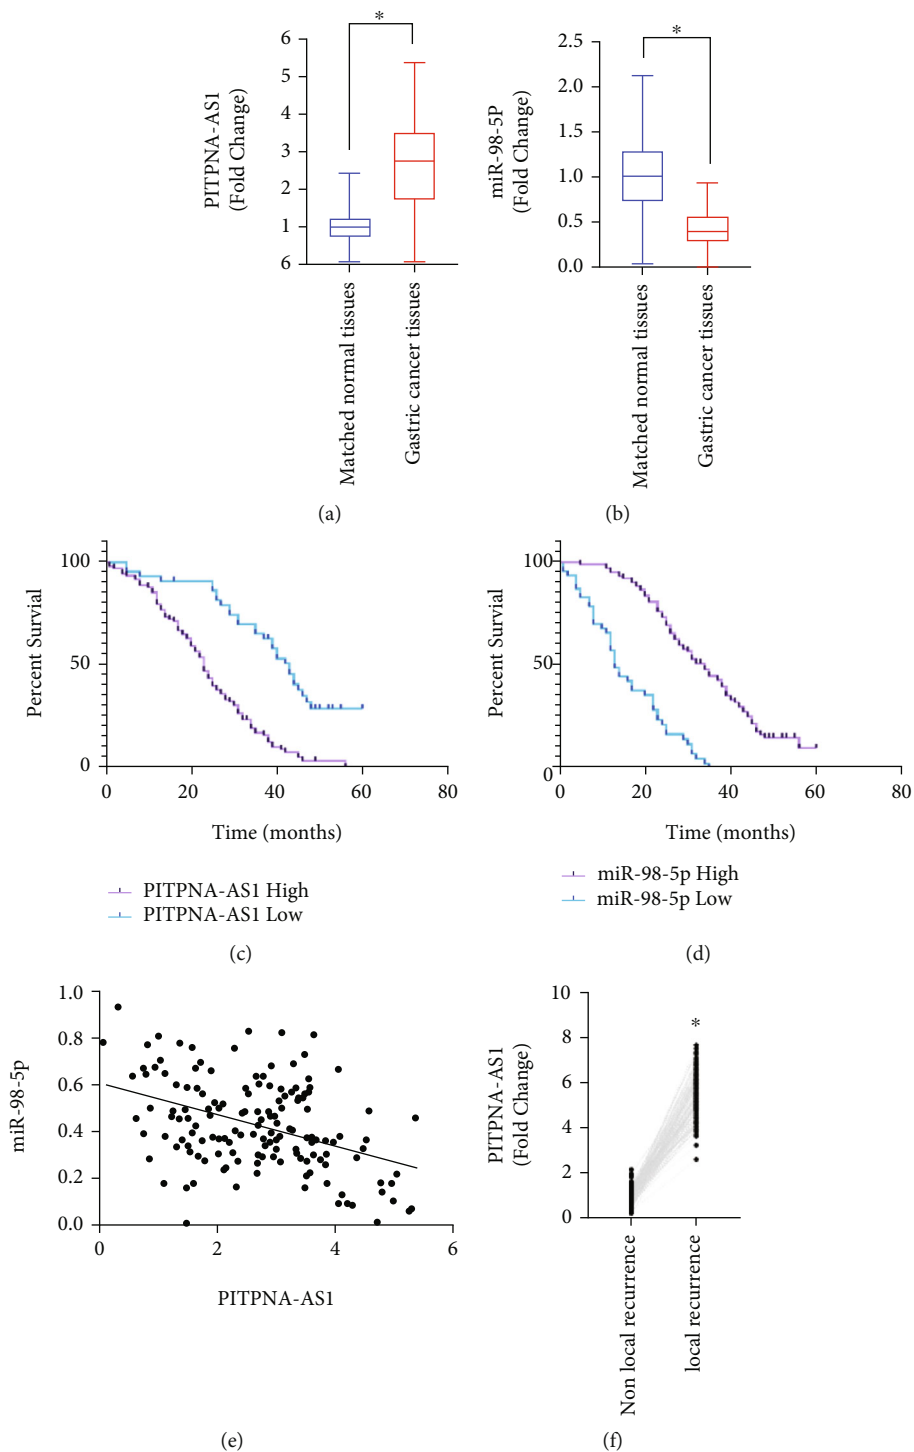 *
6
5
4
3
2
1
6
PITPNA-AS1
(Fold Change)
Matched normal tissues
Gastric cancer tissues
(a)
*
2.5
2.0
1.5
1.0
0.5
0.0
miR-98-5P
(Fold Change)
Matched normal tissues
Gastric cancer tissues
(b)
100
50
0
Percent Survial
0 20 40 60 80
Time (months)
PITPNA-AS1 High
PITPNA-AS1 Low
(c)
100
50
0
Percent Survial
0 20 40 60 80
Time (months)
miR-98-5p High
miR-98-5p Low
(d)
1.0
0.8
0.6
0.4
0.2
0.0
miR-98-5p
0 2 4 6
PITPNA-AS1
(e)
10
8
6
4
2
0
PITPNA-AS1
(Fold Change)
*
Non local recurrence
local recurrence
(f)